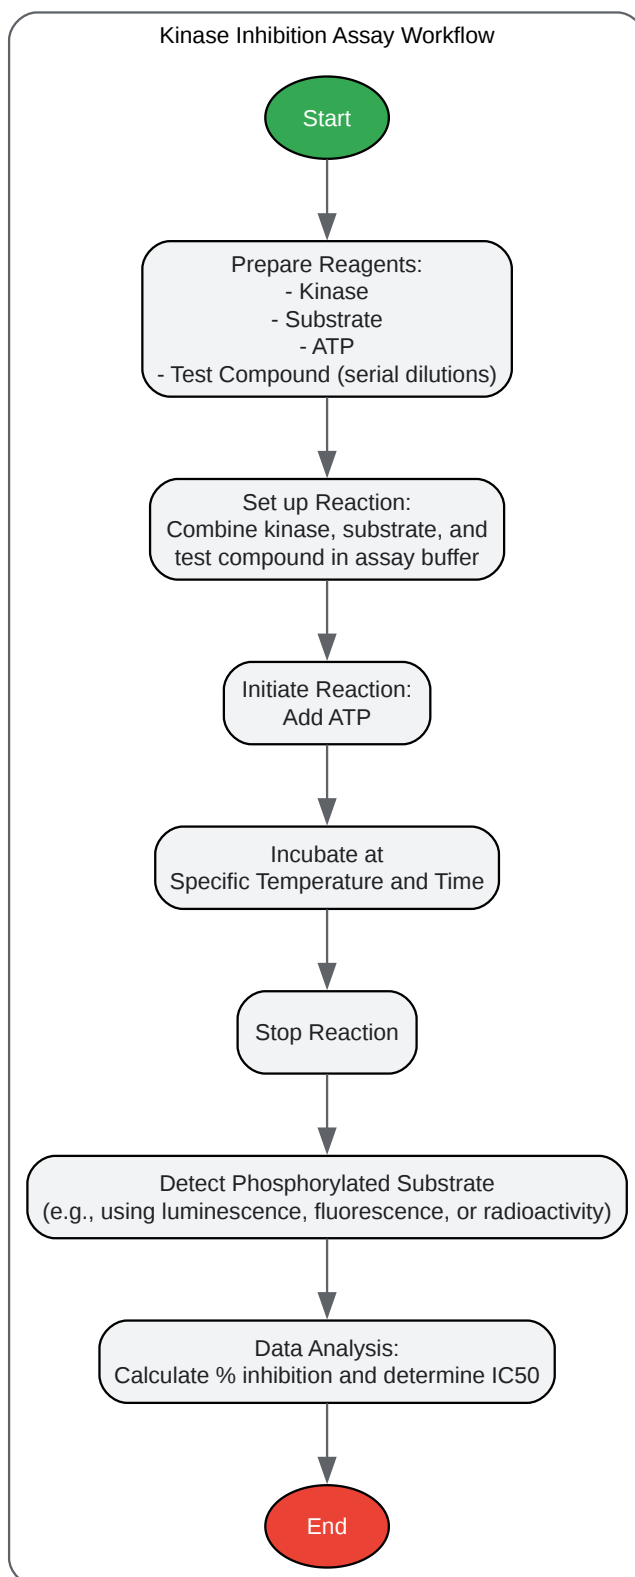 Kinase Inhibition Assay Workflow
Start
Prepare Reagents:
- Kinase
- Substrate
- ATP
- Test Compound (serial dilutions)
Set up Reaction:
Combine kinase, substrate, and
test compound in assay buffer
Initiate Reaction:
Add ATP
Incubate at
Specific Temperature and Time
Stop Reaction
Detect Phosphorylated Substrate
(e.g., using luminescence, fluorescence, or radioactivity)
Data Analysis:
Calculate % inhibition and determine IC50
End